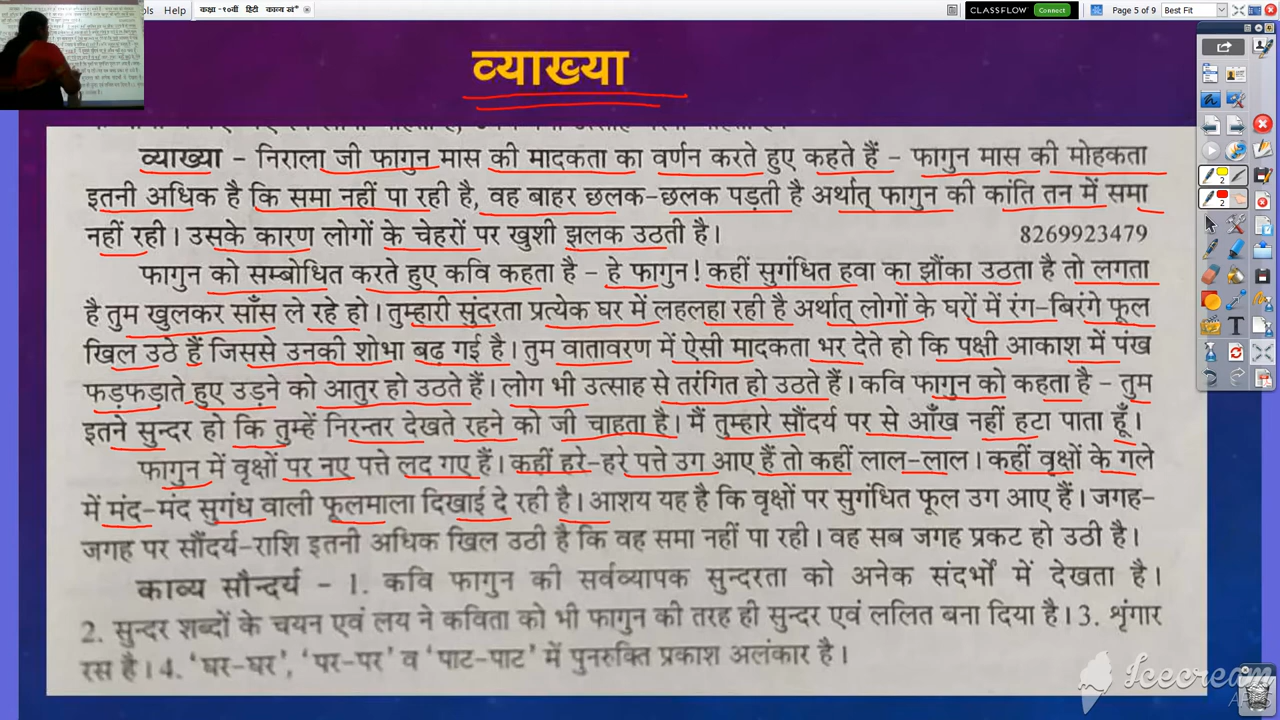 ols Help कक्षा -१०वीं हिंदी काव्य खं*
CLASSFLOW Connect Page 5 of 9 Best Fit
व्याख्या
व्याख्या – निराला जी फागुन मास की मादकता का वर्णन करते हुए कहते हैं – फागुन मास की मोहकता
इतनी अधिक है कि समा नहीं पा रही है, वह बाहर छलक-छलक पड़ती है अर्थात् फागुन की कांति तन में समा
नहीं रही। उसके कारण लोगों के चेहरों पर खुशी झलक उठती है। 8269923479
फागुन को सम्बोधित करते हुए कवि कहता है – हे फागुन! कहीं सुगंधित हवा का झौंका उठता है तो लगता
है तुम खुलकर साँस ले रहे हो। तुम्हारी सुंदरता प्रत्येक घर में लहलहा रही है अर्थात् लोगों के घरों में रंग-बिरंगे फूल
खिल उठे हैं जिससे उनकी शोभा बढ़ गई है। तुम वातावरण में ऐसी मादकता भर देते हो कि पक्षी आकाश में पंख
फड़फड़ाते हुए उड़ने को आतुर हो उठते हैं। लोग भी उत्साह से तरंगित हो उठते हैं। कवि फागुन को कहता है – तुम
इतने सुन्दर हो कि तुम्हें निरन्तर देखते रहने को जी चाहता है। मैं तुम्हारे सौंदर्य पर से आँख नहीं हटा पाता हूँ।
फागुन में वृक्षों पर नए पत्ते लद गए हैं। कहीं हरे-हरे पत्ते उग आए हैं तो कहीं लाल-लाल। कहीं वृक्षों के गले
में मंद-मंद सुगंध वाली फूलमाला दिखाई दे रही है। आशय यह है कि वृक्षों पर सुगंधित फूल उग आए हैं। जगह-
जगह पर सौंदर्य-राशि इतनी अधिक खिल उठी है कि वह समा नहीं पा रही। वह सब जगह प्रकट हो उठी है।
काव्य सौन्दर्य – 1. कवि फागुन की सर्वव्यापक सुन्दरता को अनेक संदर्भों में देखता है।
2. सुन्दर शब्दों के चयन एवं लय ने कविता को भी फागुन की तरह ही सुन्दर एवं ललित बना दिया है। 3. शृंगार
रस है। 4. 'घर-घर', 'पर-पर' व 'पाट-पाट' में पुनरुक्ति प्रकाश अलंकार है।
Icecream
APPS